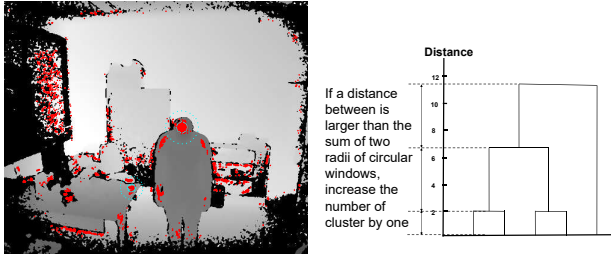 Distance
12
10
8
6
4
2
If a distance
between is
larger than the
sum of two
radii of circular
windows,
increase the
number of
cluster by one